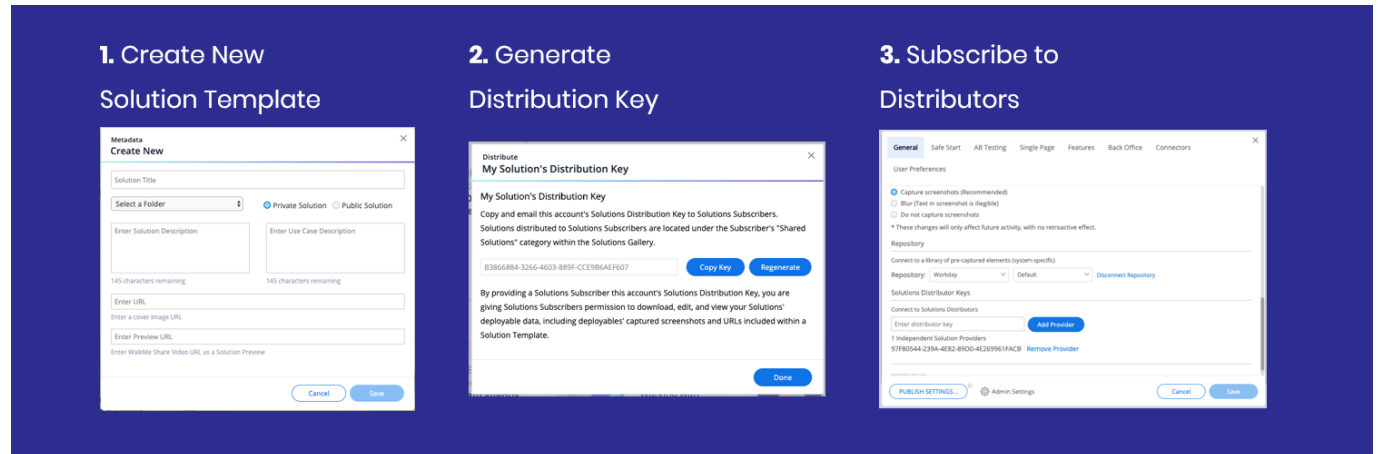 1. Create New
Solution Template
2. Generate
Distribution Key
3. Subscribe to
Distributors
Metadata
Create New
Solution Title
Select a Folder
Private Solution
Public Solution
Enter Solution Description
Enter Use Case Description
145 characters remaining
145 characters remaining
Enter URL
Enter a cover image URL
Enter Preview URL
Enter WalkMe Share Video URL as a Solution Preview
Cancel
Save
Distribute
My Solution's Distribution Key
My Solution's Distribution Key
Copy and email this account's Solutions Distribution Key to Solutions Subscribers.
Solutions distributed to Solutions Subscribers are located under the Subscriber's "Shared
Solutions" category within the Solutions Gallery.
B3866884-3266-4603-889F-CCE9B6AEF607
Copy Key
Regenerate
By providing a Solutions Subscriber this account's Solutions Distribution Key, you are
giving Solutions Subscribers permission to download, edit, and view your Solutions'
deployable data, including deployables' captured screenshots and URLs included within a
Solution Template.
Done
General
Safe Start
AB Testing
Single Page
Features
Back Office
Connectors
User Preferences
Capture screenshots (Recommended)
Blur (Text in screenshot is illegible)
Do not capture screenshots
* These changes will only affect future activity, with no retroactive effect.
Repository
Connect to a library of pre-captured elements (system-specific)
Repository:
Workday
Default
Disconnect Repository
Solutions Distributor Keys
Connect to Solutions Distributors
Enter distributor key
Add Provider
1 Independent Solution Providers
97F80544-239A-4E82-89D0-4E269961FACB Remove Provider
PUBLISH SETTINGS...
Admin Settings
Cancel
Save